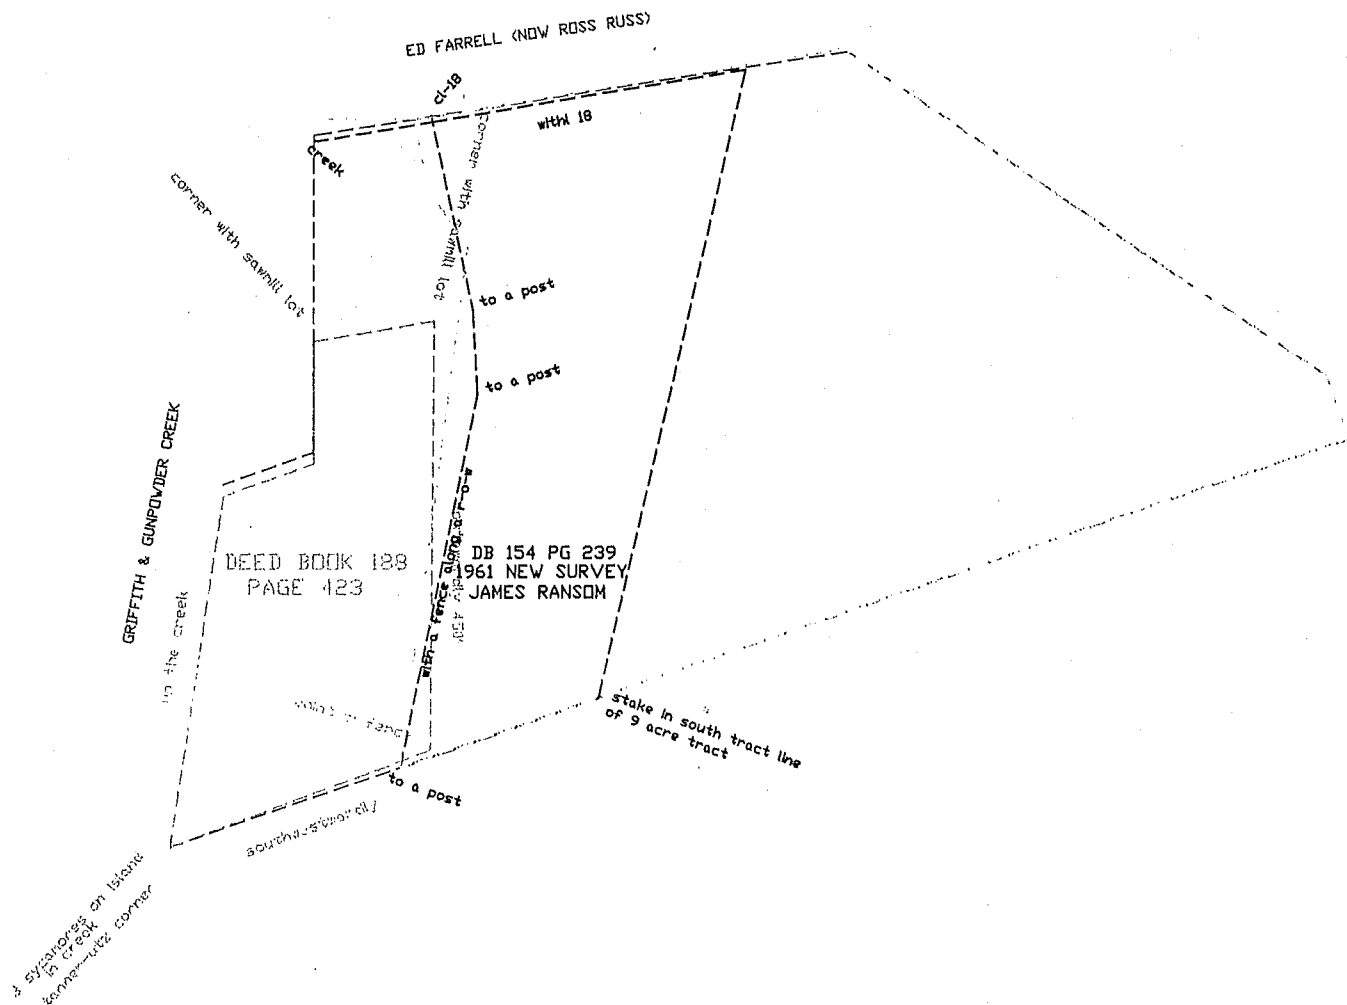 ED FARRELL (NOW ROSS RUSS)
cl-18
with 18
creek
corner with sawmill lot
corner with sawmill lot
to a post
to a post
GRIFFITH & GUNPOWDER CREEK
up the creek
DEED BOOK 188
PAGE 423
with a fence along a r-o-w
450'
DB 154 PG 239
1961 NEW SURVEY
JAMES RANSOM
stake in south tract line
of 9 acre tract
to a post
3 sycamores on island
in creek
corner